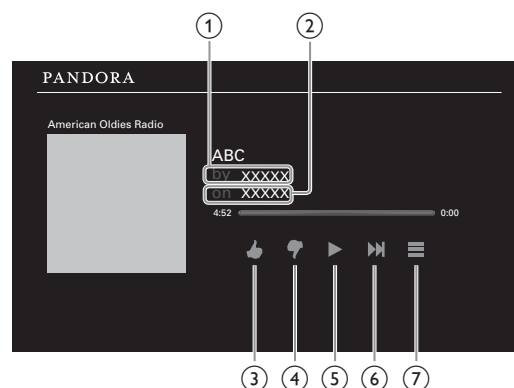 1 2
PANDORA
American Oldies Radio
ABC
by xxxxx
on xxxxx
4:52 0:00
3 4 5 6 7